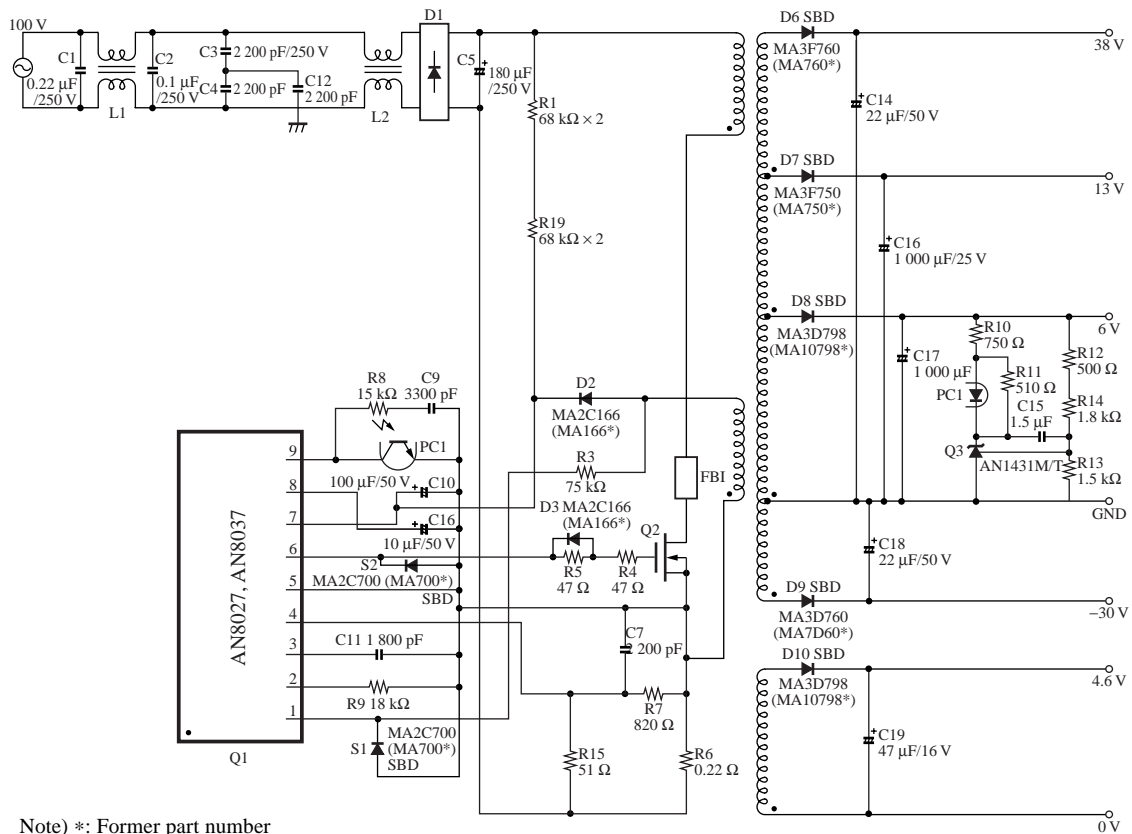 100 V
C1
0.22 µF
/250 V
L1
C2
0.1 µF
/250 V
C3
2 200 pF/250 V
C4
2 200 pF
C12
2 200 pF
L2
D1
C5
180 µF
/250 V
R1
68 kΩ × 2
R19
68 kΩ × 2
D6 SBD
MA3F760
(MA760*)
38 V
C14
22 µF/50 V
D7 SBD
MA3F750
(MA750*)
13 V
C16
1 000 µF/25 V
D8 SBD
MA3D798
(MA10798*)
6 V
C17
1 000 µF
R10
750 Ω
R11
510 Ω
R12
500 Ω
PC1
C15
1.5 µF
R14
1.8 kΩ
Q3
AN1431M/T
R13
1.5 kΩ
GND
C18
22 µF/50 V
D9 SBD
MA3D760
(MA7D60*)
−30 V
D10 SBD
MA3D798
(MA10798*)
4.6 V
C19
47 µF/16 V
0 V
R8
15 kΩ
C9
3300 pF
PC1
D2
MA2C166
(MA166*)
R3
75 kΩ
FBI
100 µF/50 V
C10
C16
10 µF/50 V
D3 MA2C166
(MA166*)
R5
47 Ω
R4
47 Ω
Q2
S2
MA2C700 (MA700*)
SBD
C7
2 200 pF
C11 1 800 pF
R9 18 kΩ
R7
820 Ω
MA2C700
(MA700*)
SBD
S1
R15
51 Ω
R6
0.22 Ω
AN8027, AN8037
9
8
7
6
5
4
3
2
1
Q1
Note) *: Former part number